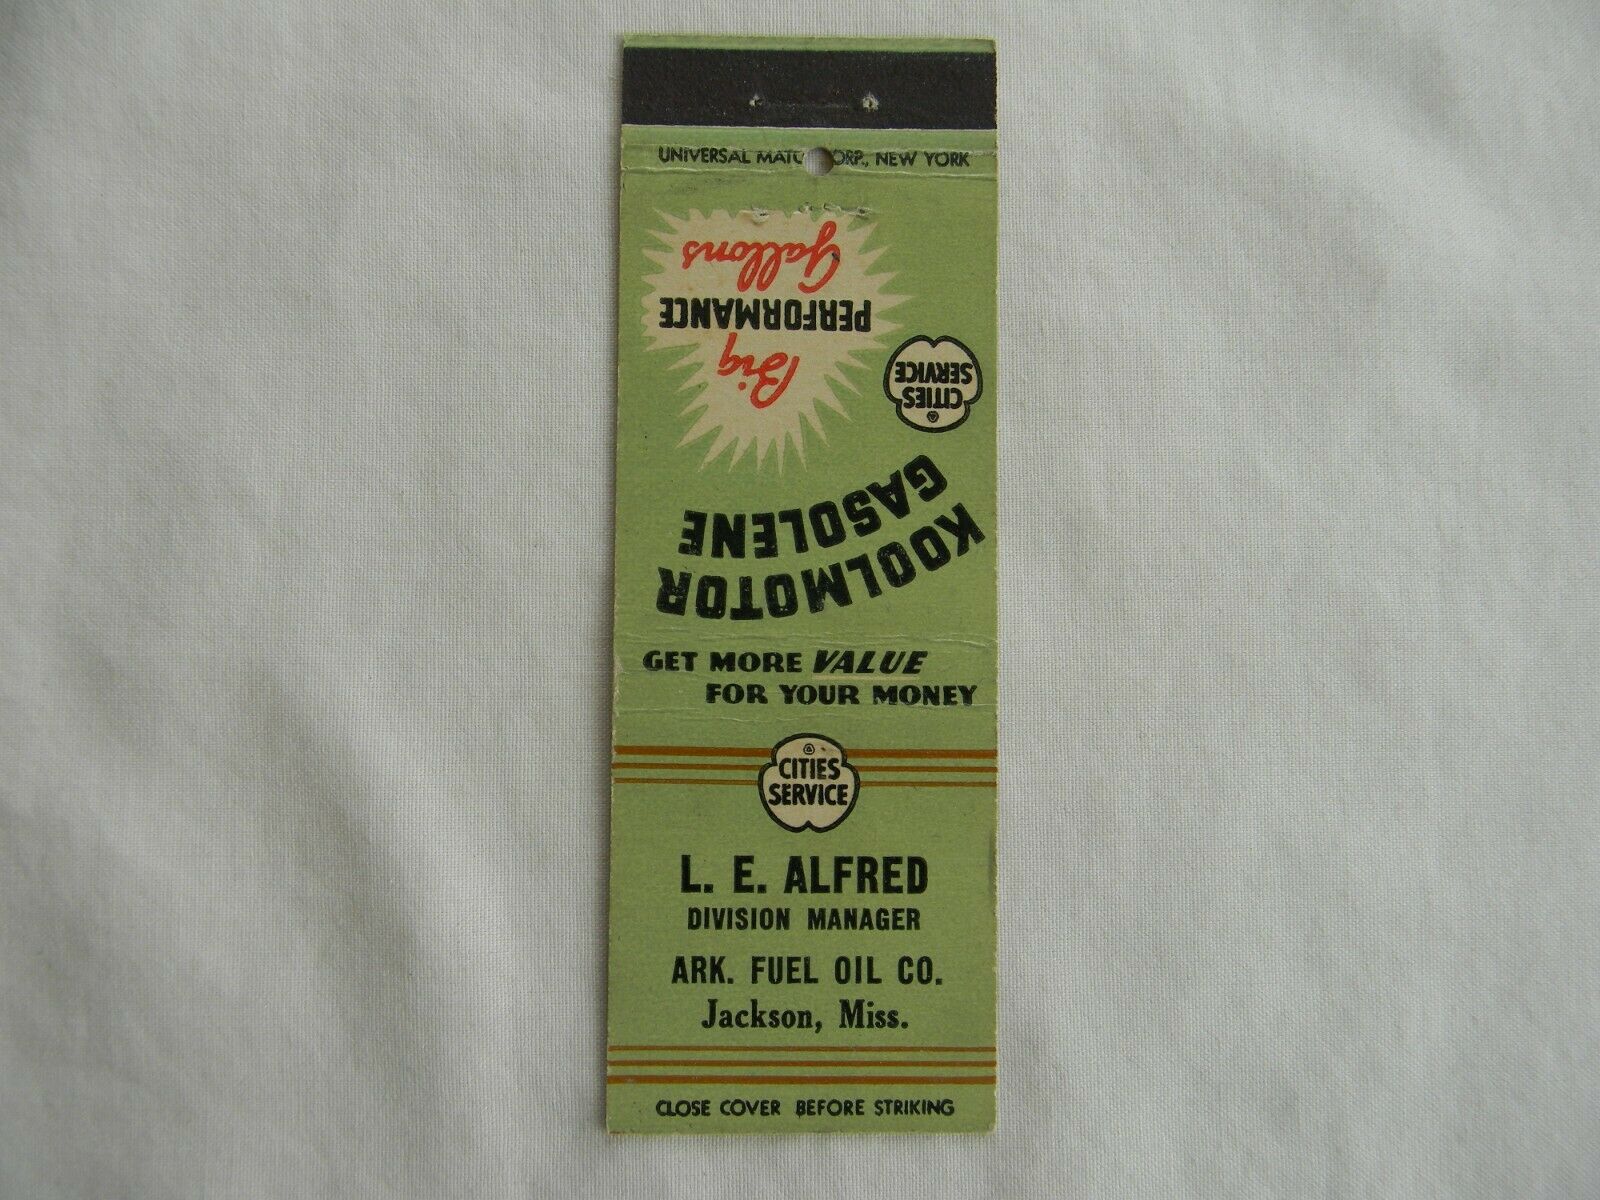 UNIVERSAL MATCH CORP., NEW YORK
Big
PERFORMANCE
Gallons
CITIES
SERVICE
KOOLMOTOR
GASOLENE
GET MORE VALUE
FOR YOUR MONEY
CITIES
SERVICE
L. E. ALFRED
DIVISION MANAGER
ARK. FUEL OIL CO.
Jackson, Miss.
CLOSE COVER BEFORE STRIKING